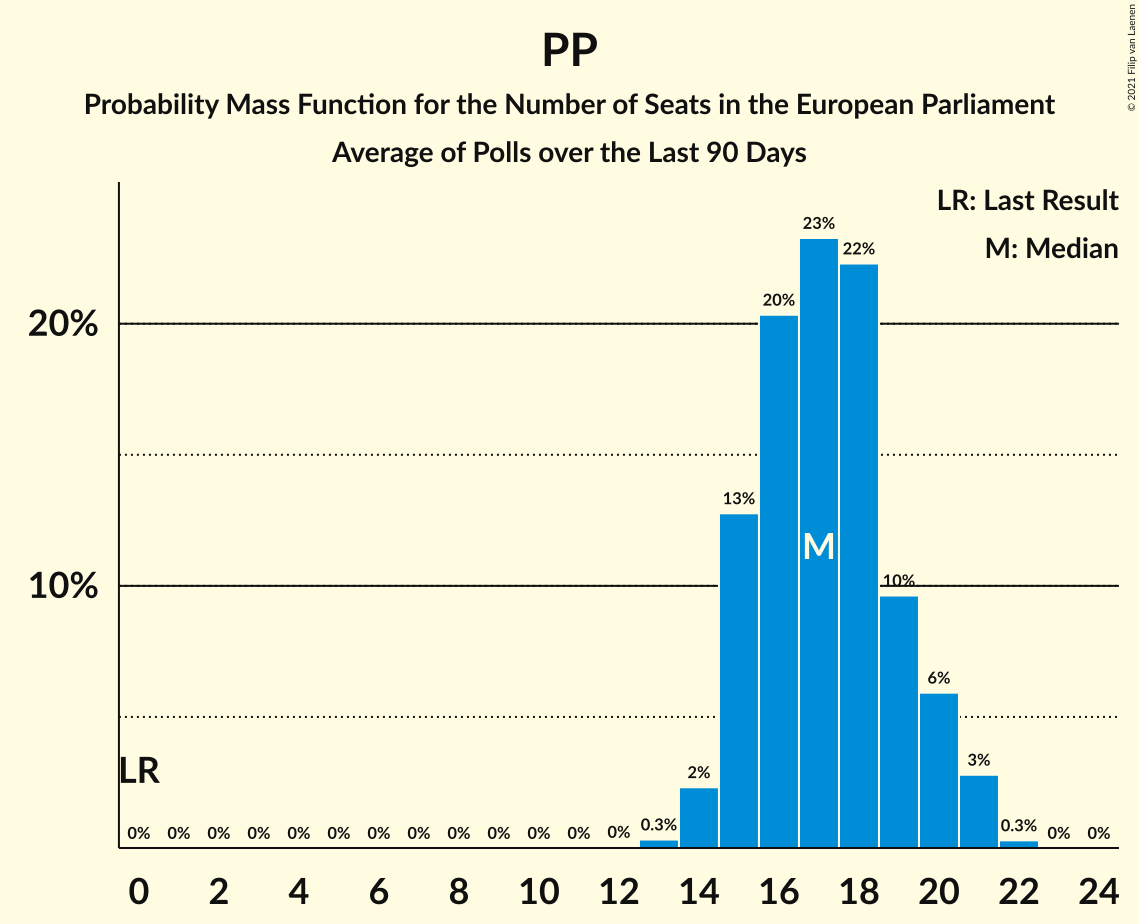 PP
Probability Mass Function for the Number of Seats in the European Parliament
Average of Polls over the Last 90 Days
© 2021 Filip van Laenen
LR: Last Result
M: Median
23%
22%
20%
20%
13%
M
10%
10%
6%
LR
3%
2%
0% 0% 0% 0% 0% 0% 0% 0% 0% 0% 0% 0% 0% 0.3% 0.3% 0% 0%
0 2 4 6 8 10 12 14 16 18 20 22 24